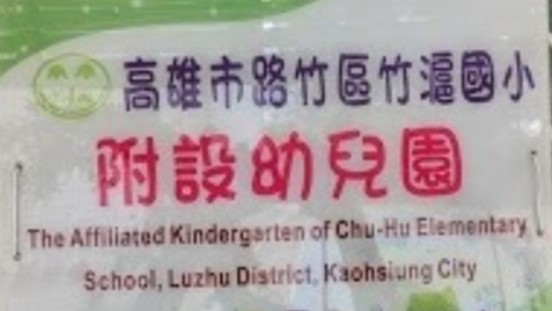 高雄市路竹區竹滬國小
附設幼兒園
The Affiliated Kindergarten of Chu-Hu Elementary
School, Luzhu District, Kaohsiung City